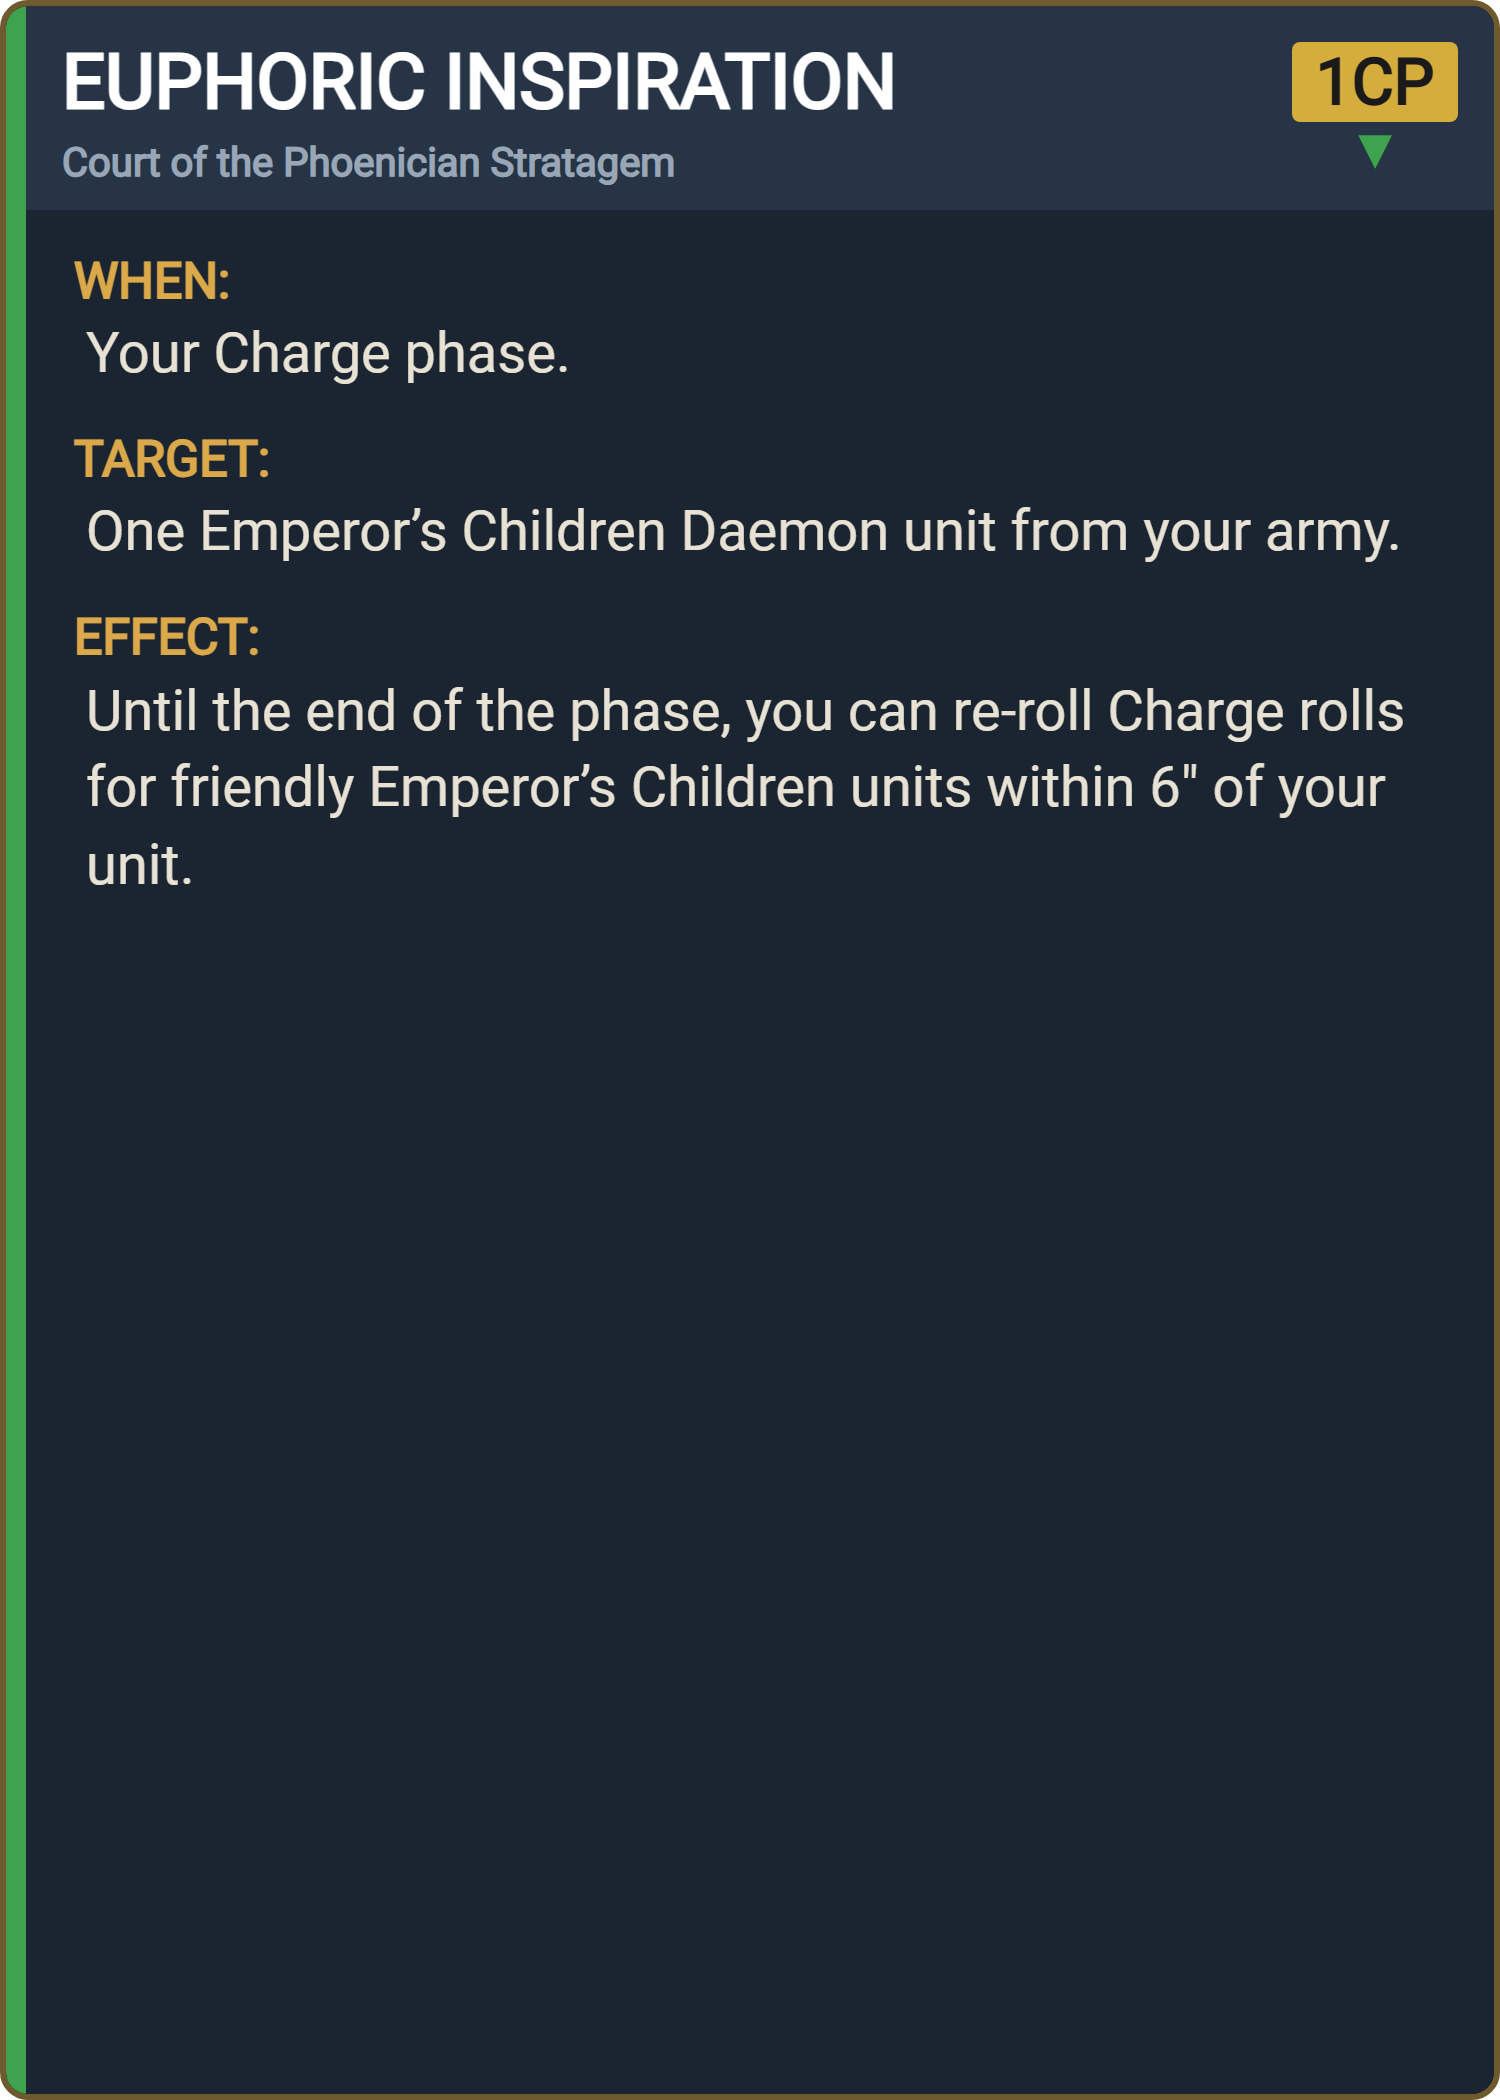 EUPHORIC INSPIRATION
1CP
Court of the Phoenician Stratagem
WHEN:
Your Charge phase.
TARGET:
One Emperor’s Children Daemon unit from your army.
EFFECT:
Until the end of the phase, you can re-roll Charge rolls
for friendly Emperor’s Children units within 6" of your
unit.